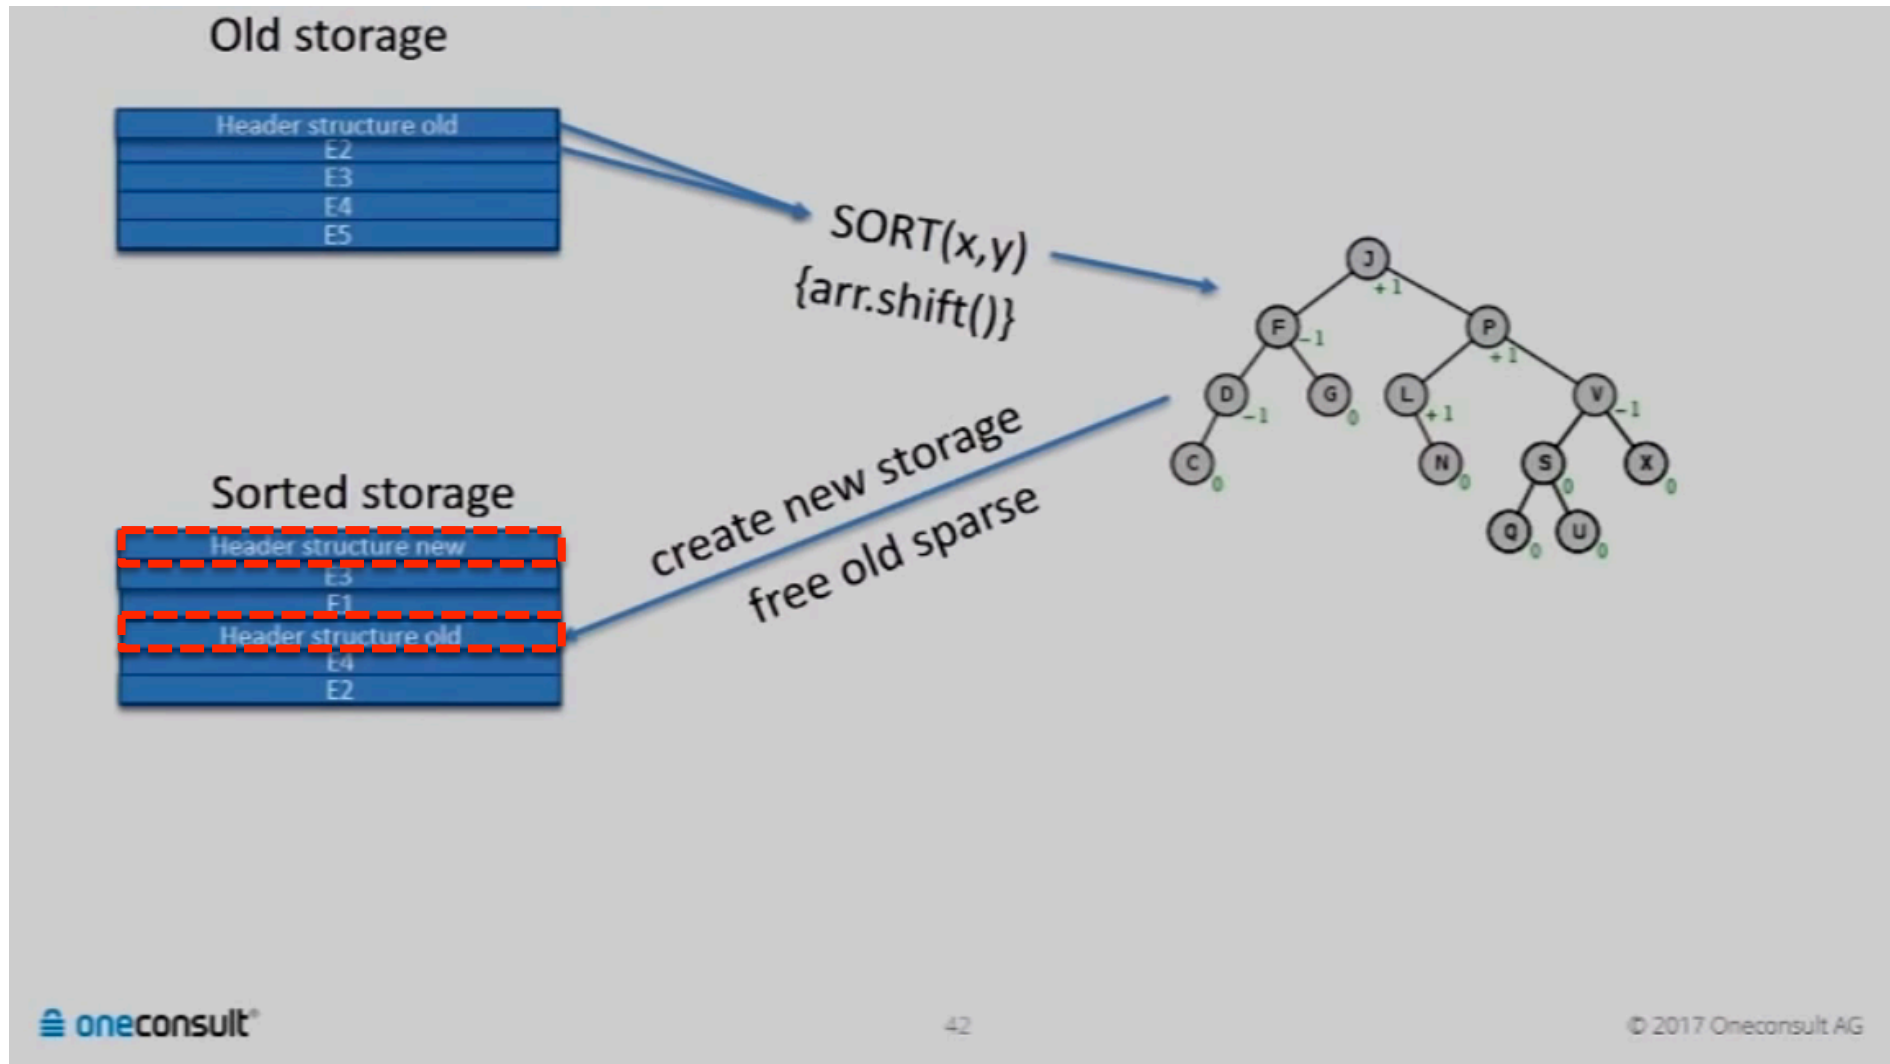 Old storage
Header structure old
E2
E3
E4
E5
SORT(x,y)
{arr.shift()}
J
+1
F
-1
P
+1
D
-1
G
0
L
+1
V
-1
C
0
N
0
S
0
X
0
Q
0
U
0
create new storage
free old sparse
Sorted storage
Header structure new
E3
E1
Header structure old
E4
E2
oneconsult®
42
© 2017 Oneconsult AG